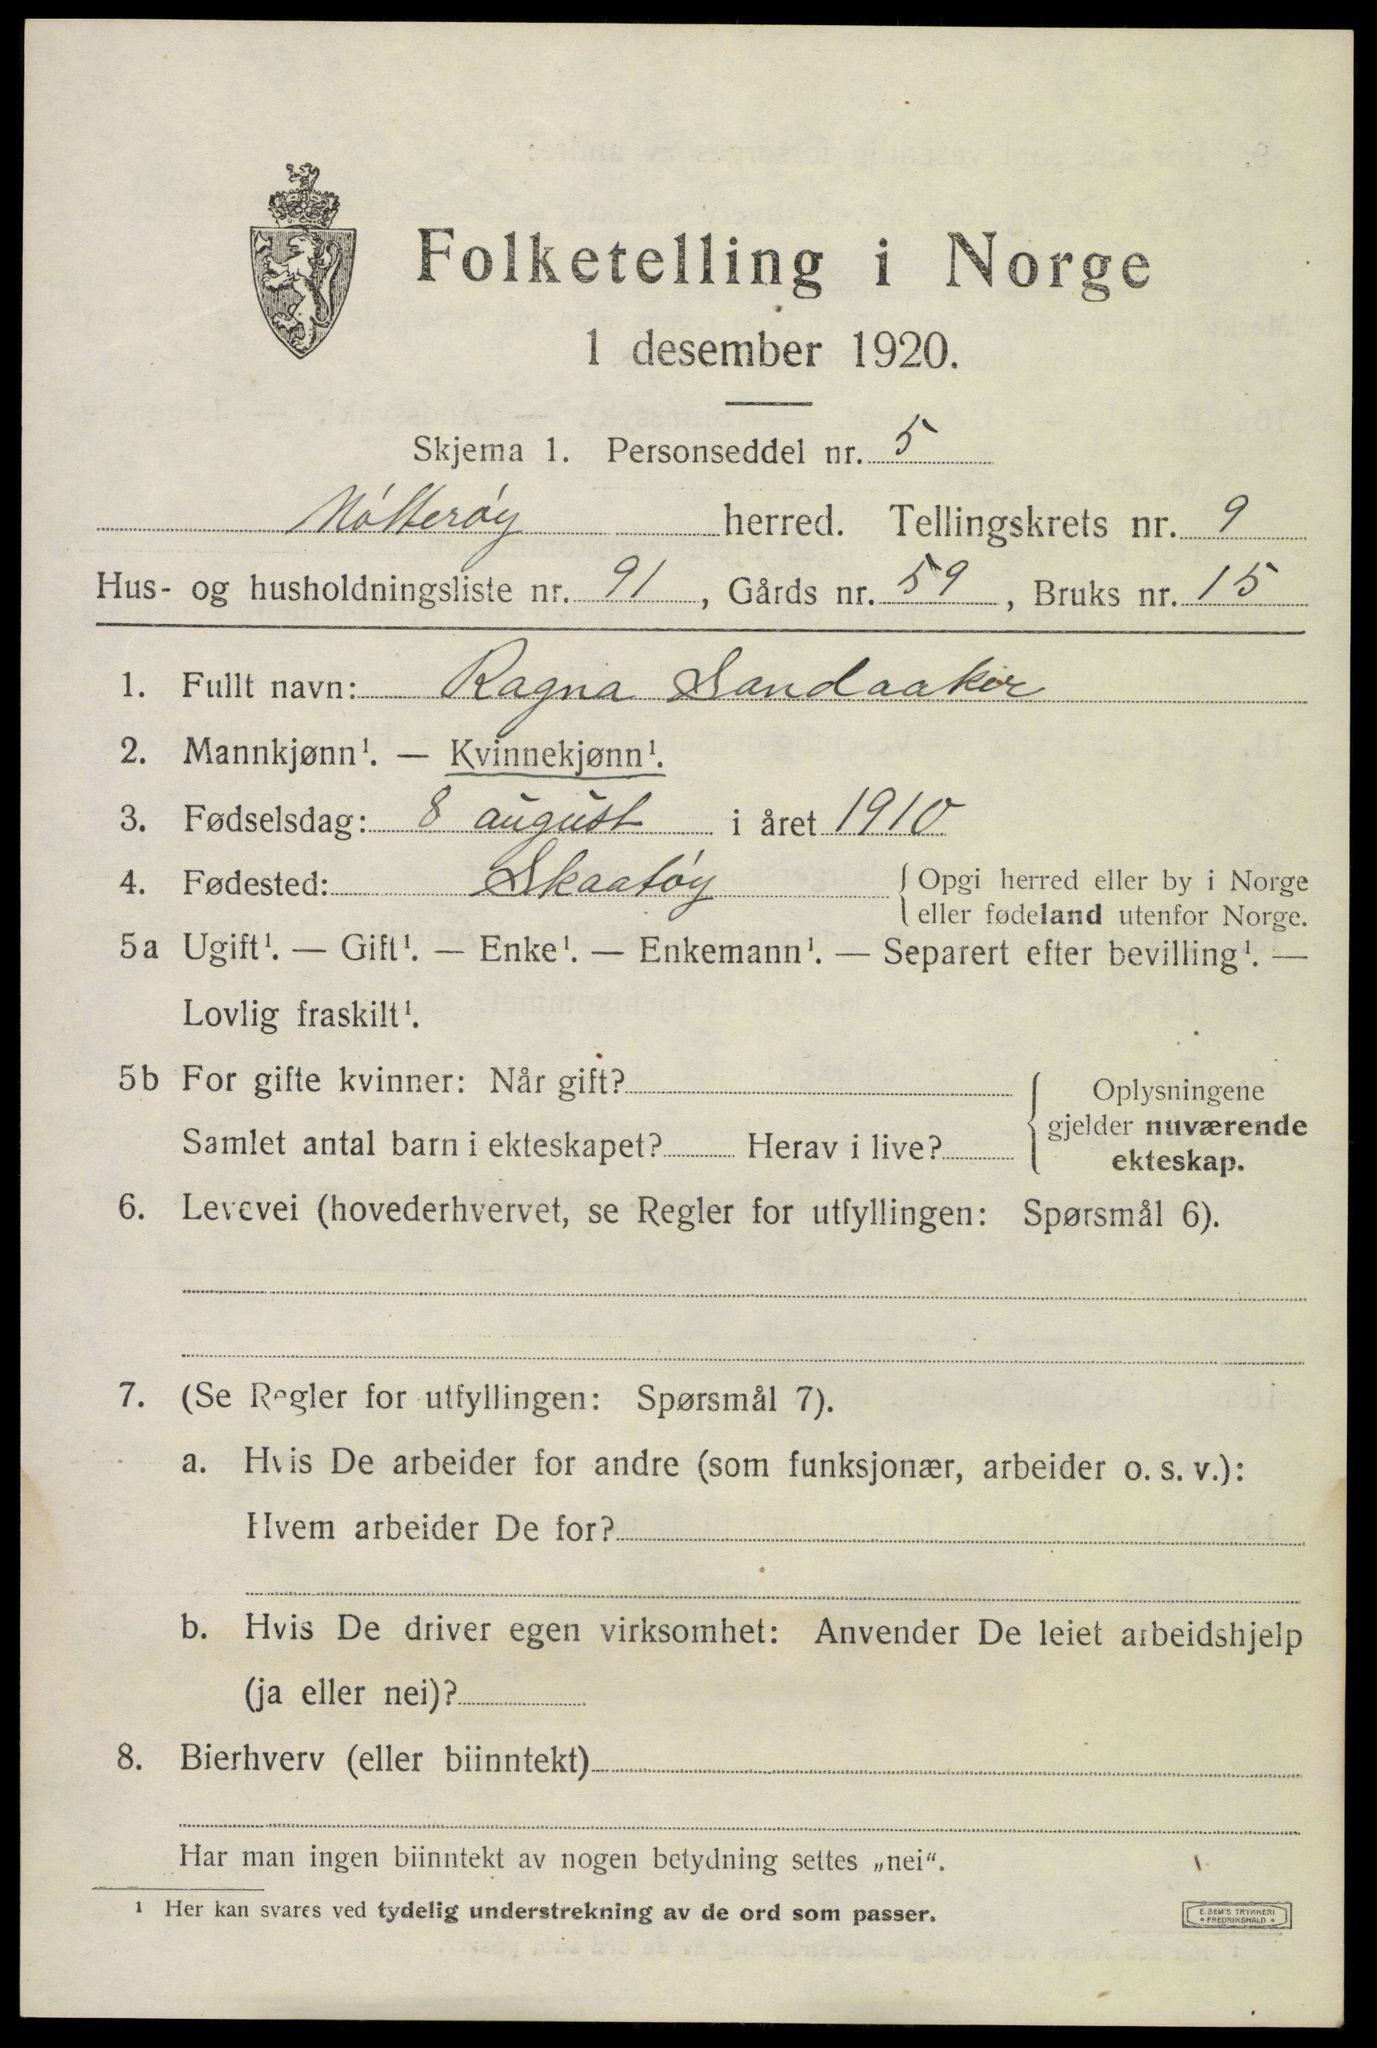 Folketelling i Norge
1 desember 1920.
Skjema 1. Personseddel nr. 5
Nótterøy herred. Tellingskrets nr. 9
Hus- og husholdningsliste nr. 91, Gårds nr. 59, Bruks nr. 15
1. Fullt navn: Ragna Sandaaker
2. Mannkjønn¹. — Kvinnekjønn¹.
3. Fødselsdag: 8 august i året 1910
4. Fødested: Skaatøy { Opgi herred eller by i Norge
eller fødeland utenfor Norge.
5a Ugift¹. — Gift¹. — Enke¹. — Enkemann¹. — Separert efter bevilling¹. —
Lovlig fraskilt¹.
5b For gifte kvinner: Når gift?
Samlet antal barn i ekteskapet? Herav i live?
Oplysningene
gjelder nuværende
ekteskap.
6. Levevei (hovederhvervet, se Regler for utfyllingen: Spørsmål 6).
7. (Se Regler for utfyllingen: Spørsmål 7).
a. Hvis De arbeider for andre (som funksjonær, arbeider o. s. v.):
Hvem arbeider De for?
b. Hvis De driver egen virksomhet: Anvender De leiet arbeidshjelp
(ja eller nei)?
8. Bierhverv (eller biinntekt)
Har man ingen biinntekt av nogen betydning settes „nei“.
¹ Her kan svares ved tydelig understrekning av de ord som passer.
E. SEM'S TRYKKERI
• FREDRIKSHALD •